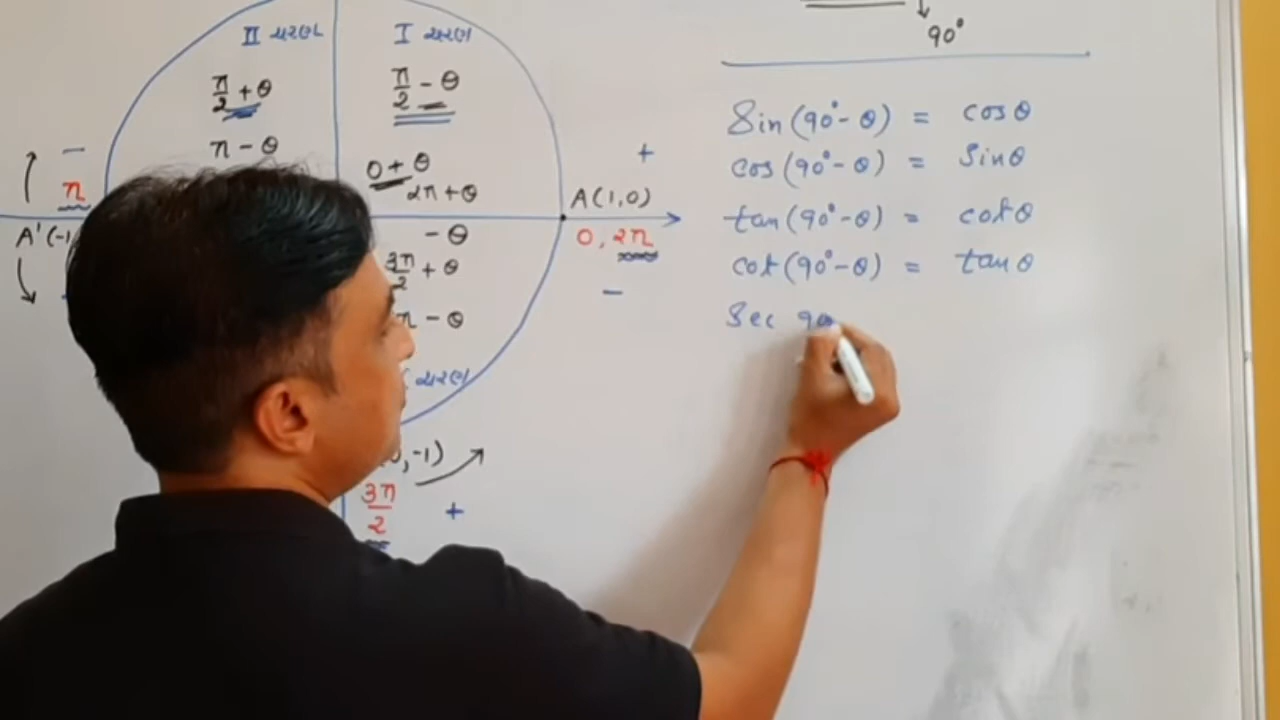 II ચરણ
I ચરણ
π/2 + θ
π/2 - θ
π - θ
0 + θ
2π + θ
-
π
+
A(1,0)
A'(-1,
0, 2π
-
- θ
3π/2 + θ
π - θ
ચરણ
,-1)
3π/2
+
90°
Sin (90° - θ) = cos θ
cos (90° - θ) = Sin θ
tan (90° - θ) = cot θ
cot (90° - θ) = tan θ
Sec 90